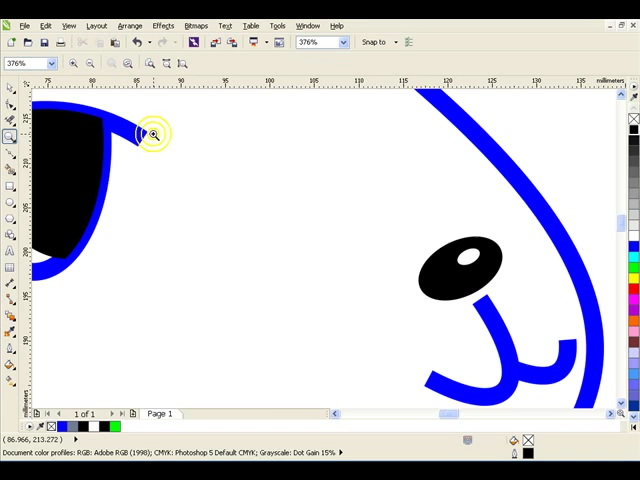 File Edit View Layout Arrange Effects Bitmaps Text Table Tools Window Help
376% Snap to
376%
75 80 85 90 95 100 105 110 115 120 125 130 135 millimeters
215
210
205
200
195
190
millimeters
1 of 1 Page 1
( 86.966, 213.272 )
Document color profiles: RGB: Adobe RGB (1998); CMYK: Photoshop 5 Default CMYK; Grayscale: Dot Gain 15%